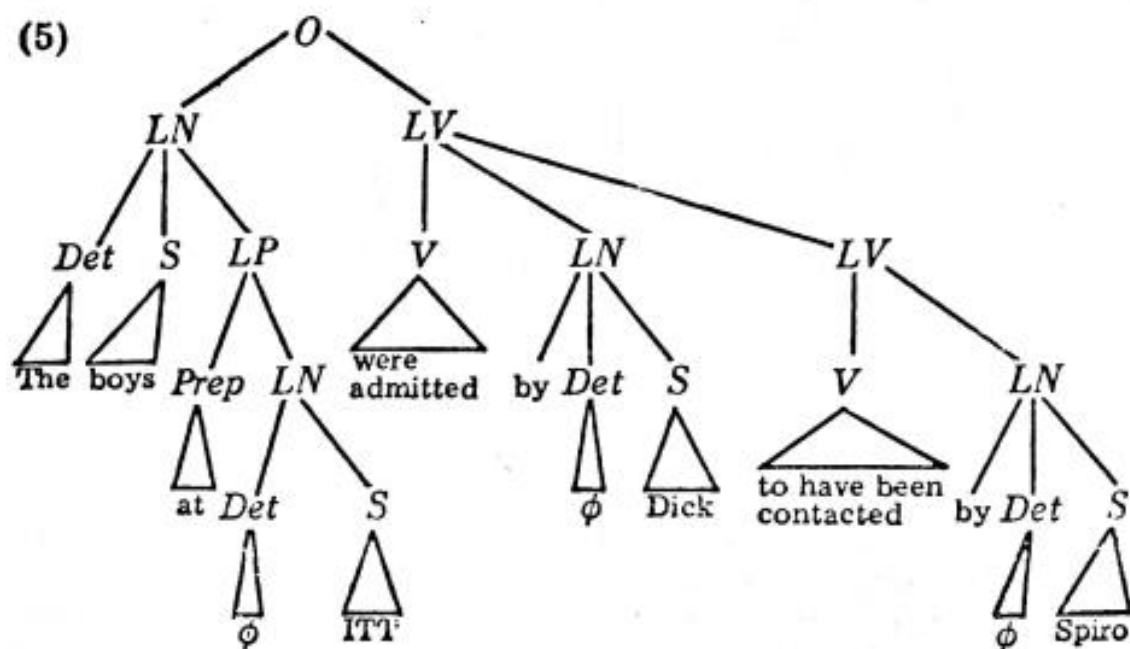 (5) O
LN LV
Det S LP V LN LV
The boys Prep LN were admitted by Det S V LN
at Det S φ Dick to have been contacted by Det S
φ ITT φ Spiro